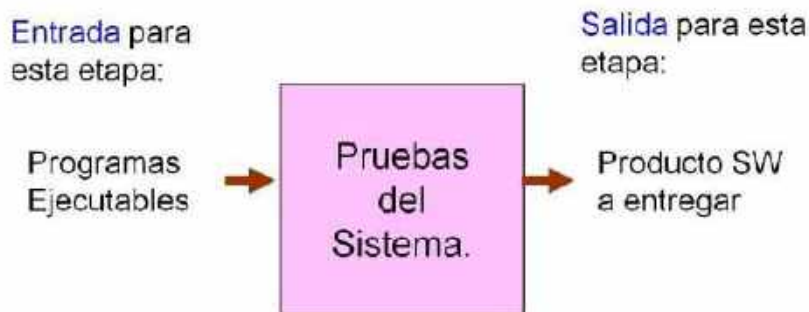 Entrada para
esta etapa:
Salida para esta
etapa:
Programas
Ejecutables
Pruebas
del
Sistema.
Producto SW
a entregar